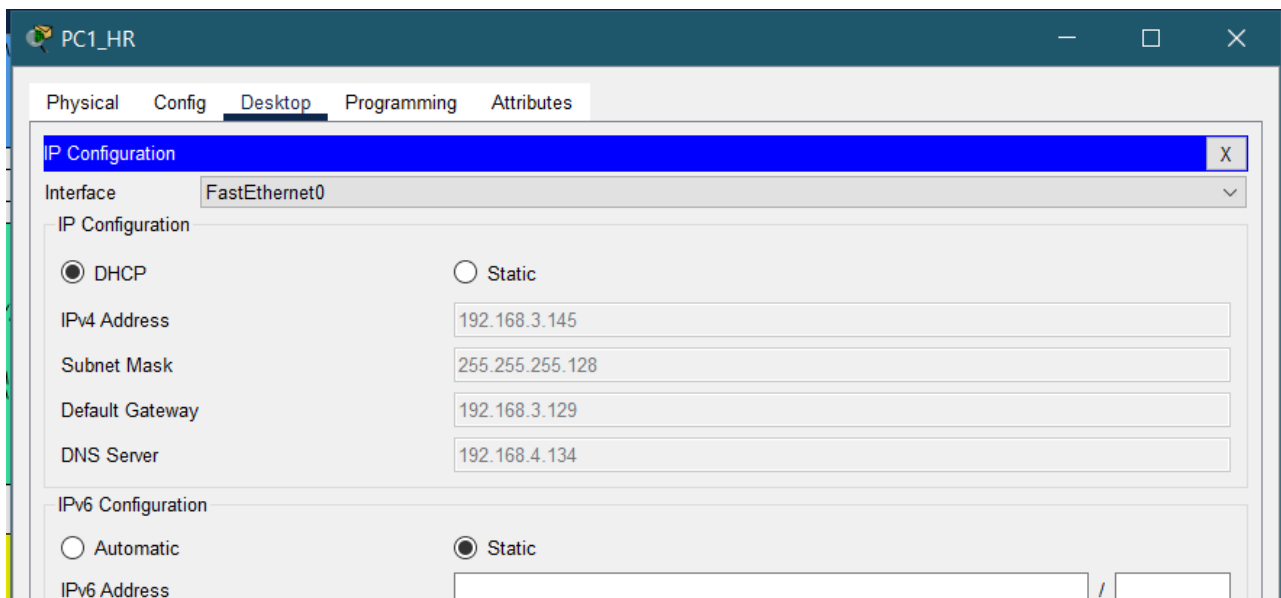 PC1_HR
Physical Config Desktop Programming Attributes
IP Configuration X
Interface FastEthernet0
IP Configuration
DHCP Static
IPv4 Address 192.168.3.145
Subnet Mask 255.255.255.128
Default Gateway 192.168.3.129
DNS Server 192.168.4.134
IPv6 Configuration
Automatic Static
IPv6 Address /